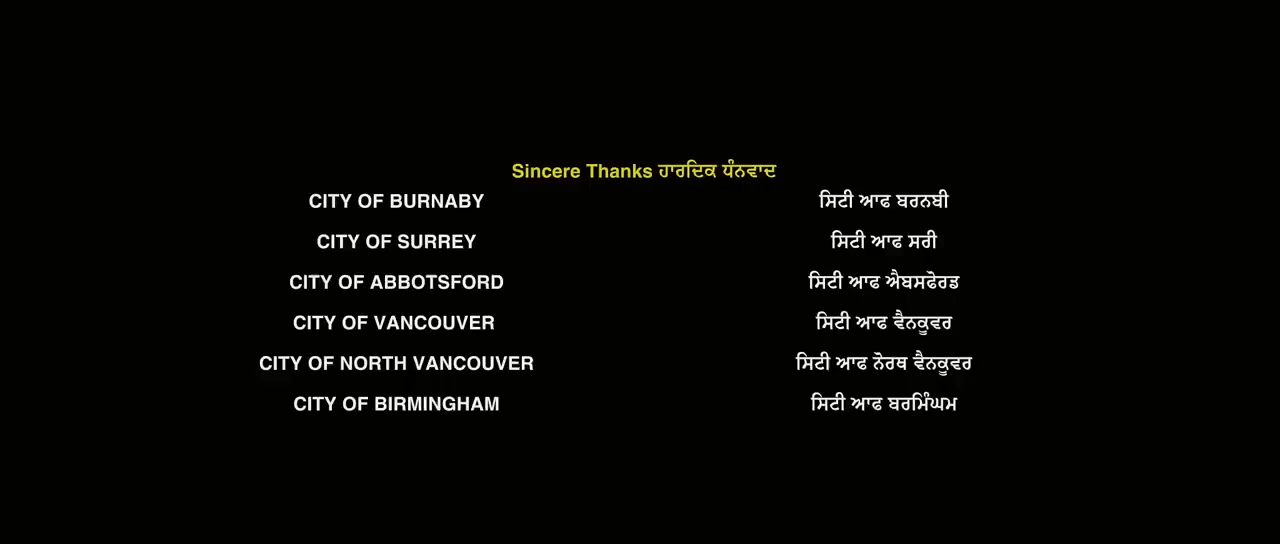 Sincere Thanks ਹਾਰਦਿਕ ਧੰਨਵਾਦ
CITY OF BURNABY ਸਿਟੀ ਆਫ ਬਰਨਬੀ
CITY OF SURREY ਸਿਟੀ ਆਫ ਸਰੀ
CITY OF ABBOTSFORD ਸਿਟੀ ਆਫ ਐਬਸਫੋਰਡ
CITY OF VANCOUVER ਸਿਟੀ ਆਫ ਵੈਨਕੂਵਰ
CITY OF NORTH VANCOUVER ਸਿਟੀ ਆਫ ਨੋਰਥ ਵੈਨਕੂਵਰ
CITY OF BIRMINGHAM ਸਿਟੀ ਆਫ ਬਰਮਿੰਘਮ